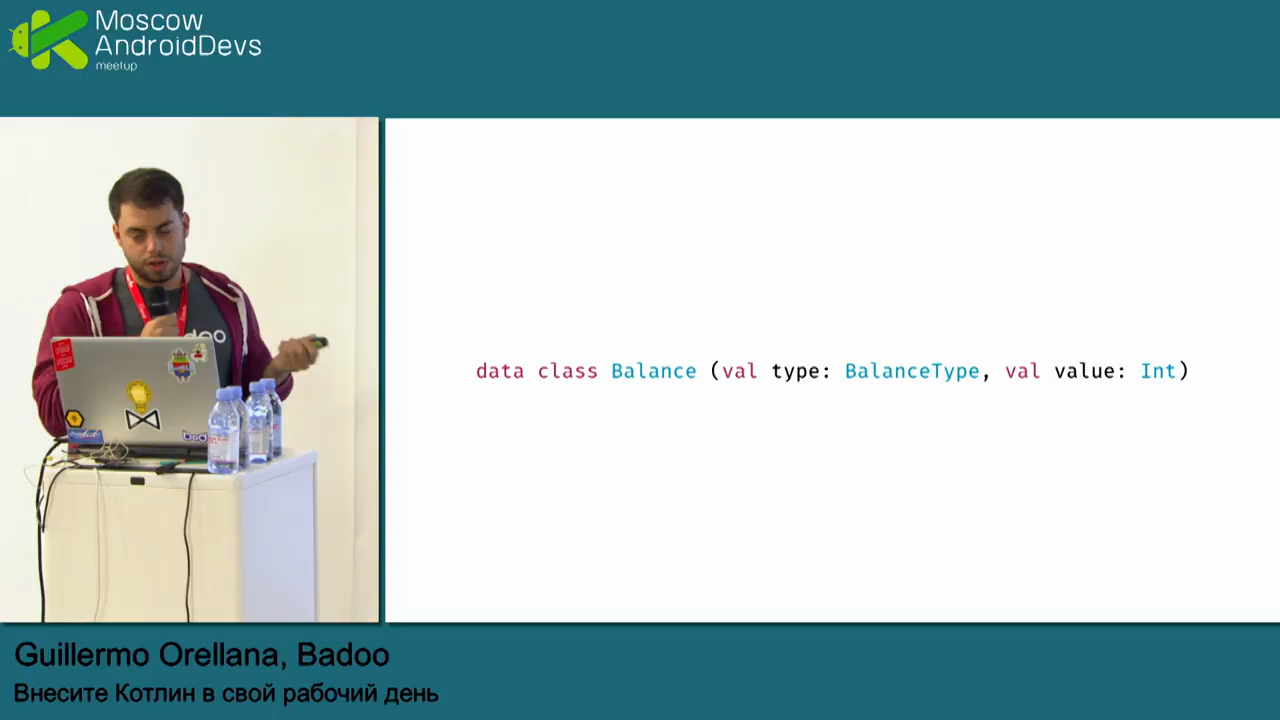 Moscow
AndroidDevs
meetup
data class Balance (val type: BalanceType, val value: Int)
Guillermo Orellana, Badoo
Внесите Котлин в свой рабочий день